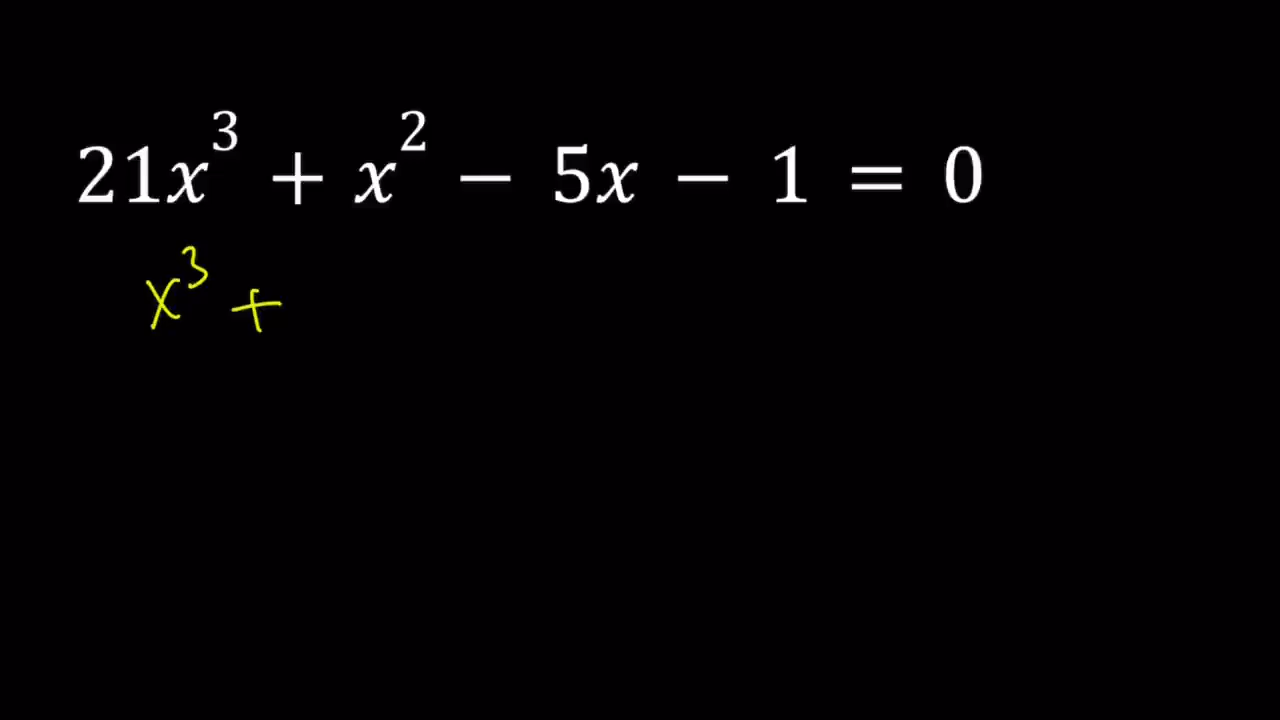 21x³ + x² − 5x − 1 = 0
x³ +